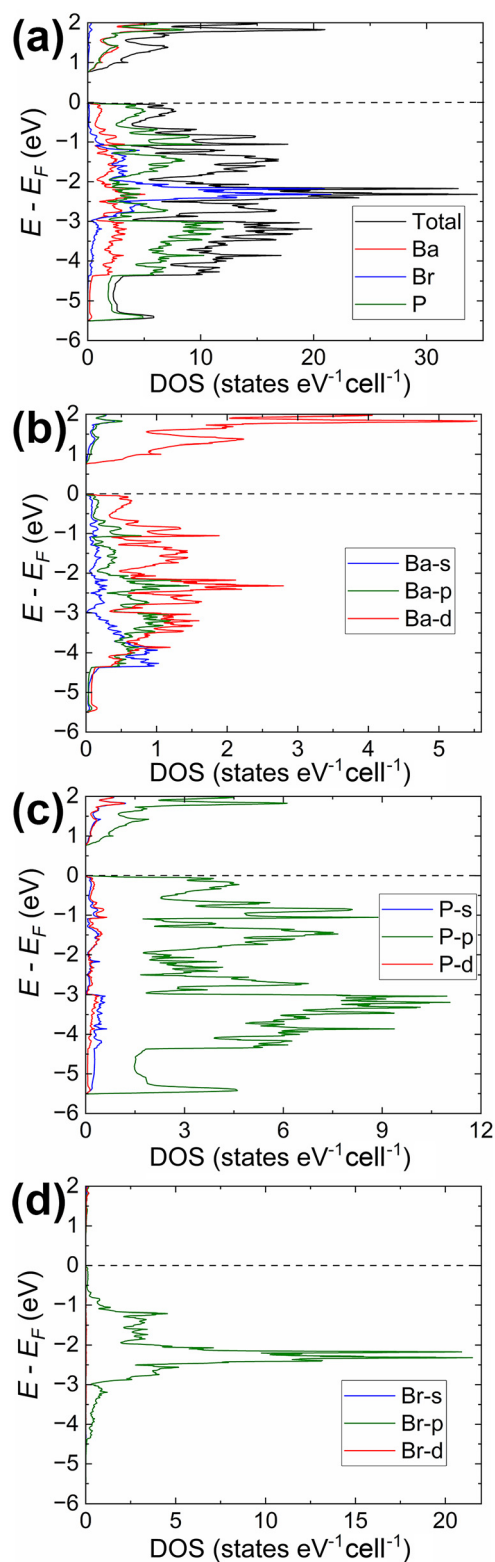 (a)
2
1
0
−1
−2
−3
−4
−5
−6
E - E_F (eV)
Total
Ba
Br
P
0 10 20 30
DOS (states eV⁻¹cell⁻¹)
(b)
2
1
0
−1
−2
−3
−4
−5
−6
E - E_F (eV)
Ba-s
Ba-p
Ba-d
0 1 2 3 4 5
DOS (states eV⁻¹cell⁻¹)
(c)
2
1
0
−1
−2
−3
−4
−5
−6
E - E_F (eV)
P-s
P-p
P-d
0 3 6 9 12
DOS (states eV⁻¹cell⁻¹)
(d)
2
1
0
−1
−2
−3
−4
−5
−6
E - E_F (eV)
Br-s
Br-p
Br-d
0 5 10 15 20
DOS (states eV⁻¹cell⁻¹)